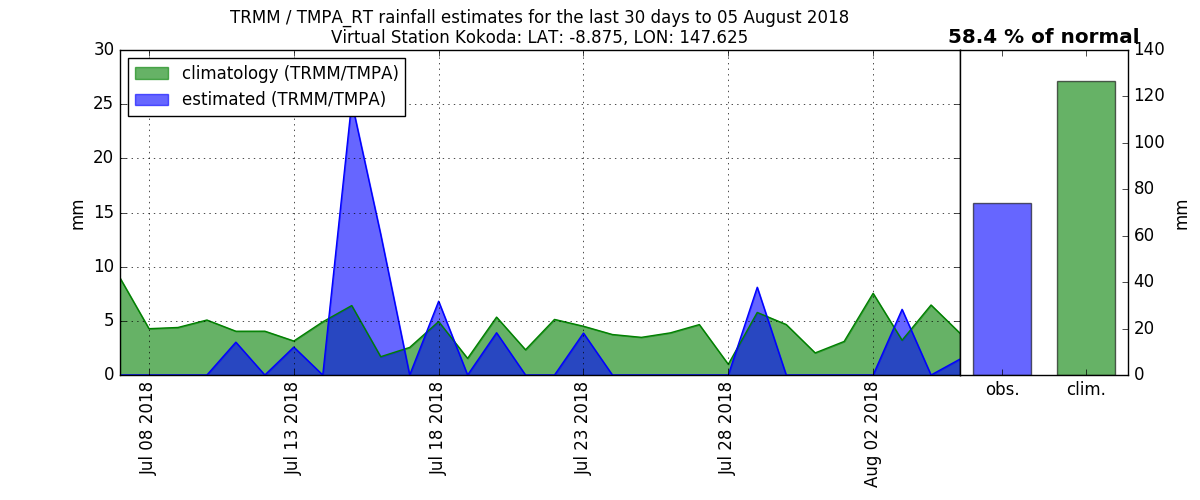 TRMM / TMPA_RT rainfall estimates for the last 30 days to 05 August 2018
Virtual Station Kokoda: LAT: -8.875, LON: 147.625
58.4 % of normal
climatology (TRMM/TMPA)
estimated (TRMM/TMPA)
30
25
20
15
10
5
0
mm
Jul 08 2018
Jul 13 2018
Jul 18 2018
Jul 23 2018
Jul 28 2018
Aug 02 2018
obs.
clim.
140
120
100
80
60
40
20
0
mm